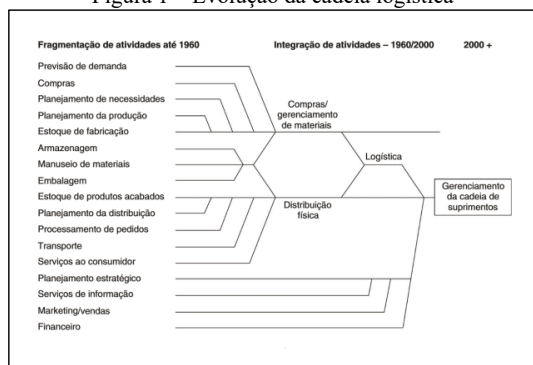 Figura 1 – Evolução da cadeia logística
Fragmentação de atividades até 1960
Integração de atividades – 1960/2000
2000 +
Previsão de demanda
Compras
Planejamento de necessidades
Planejamento da produção
Estoque de fabricação
Armazenagem
Manuseio de materiais
Embalagem
Estoque de produtos acabados
Planejamento da distribuição
Processamento de pedidos
Transporte
Serviços ao consumidor
Planejamento estratégico
Serviços de informação
Marketing/vendas
Financeiro
Compras/
gerenciamento
de materiais
Logística
Distribuição
física
Gerenciamento
da cadeia de
suprimentos